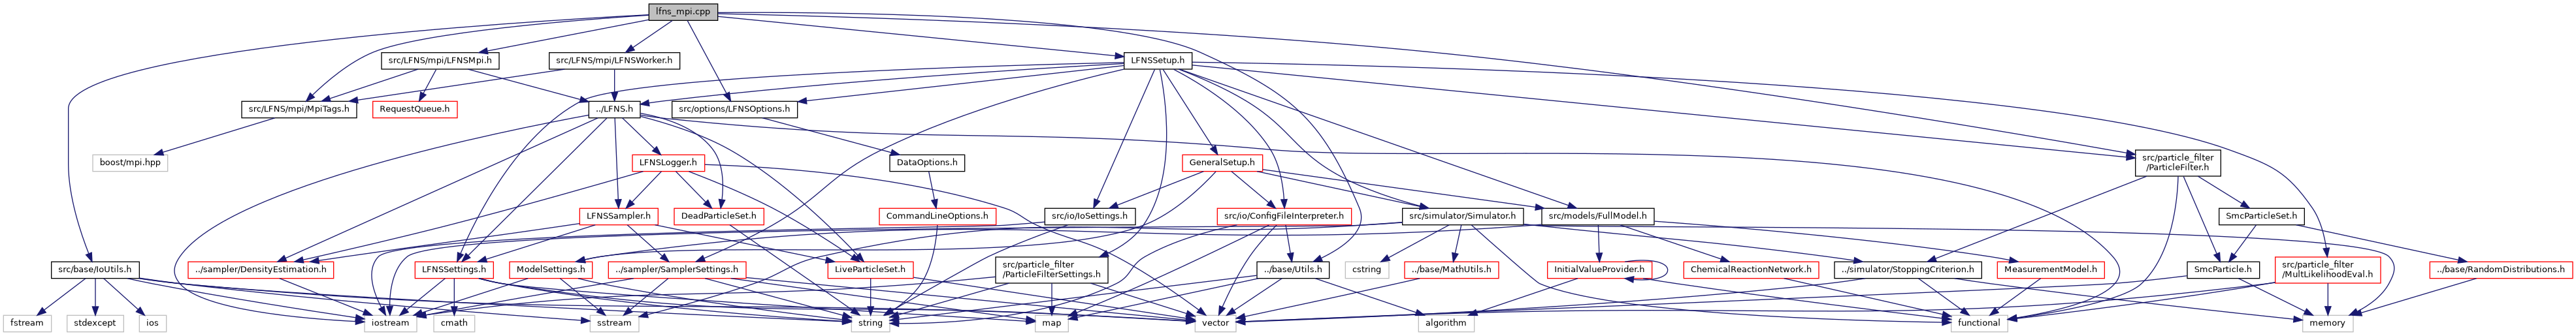 lfns_mpi.cpp
src/LFNS/mpi/LFNSMpi.h
src/LFNS/mpi/LFNSWorker.h
LFNSSetup.h
src/LFNS/mpi/MpiTags.h
RequestQueue.h
../LFNS.h
src/options/LFNSOptions.h
boost/mpi.hpp
LFNSLogger.h
DataOptions.h
GeneralSetup.h
src/particle_filter
/ParticleFilter.h
LFNSSampler.h
DeadParticleSet.h
CommandLineOptions.h
src/io/IoSettings.h
src/io/ConfigFileInterpreter.h
src/simulator/Simulator.h
src/models/FullModel.h
SmcParticleSet.h
src/base/IoUtils.h
../sampler/DensityEstimation.h
LFNSSettings.h
ModelSettings.h
../sampler/SamplerSettings.h
LiveParticleSet.h
src/particle_filter
/ParticleFilterSettings.h
../base/Utils.h
cstring
../base/MathUtils.h
InitialValueProvider.h
ChemicalReactionNetwork.h
../simulator/StoppingCriterion.h
MeasurementModel.h
SmcParticle.h
src/particle_filter
/MultLikelihoodEval.h
../base/RandomDistributions.h
fstream
stdexcept
ios
iostream
cmath
sstream
string
map
vector
algorithm
functional
memory